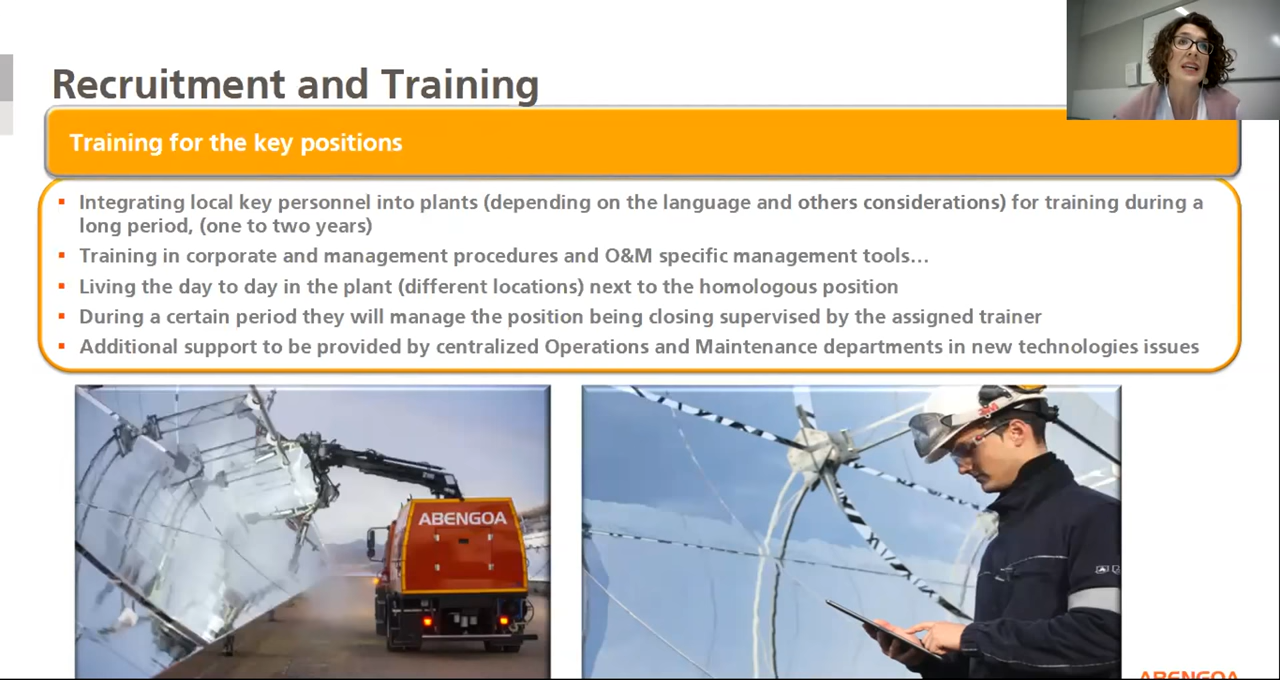 Recruitment and Training
Training for the key positions
Integrating local key personnel into plants (depending on the language and others considerations) for training during a
long period, (one to two years)
Training in corporate and management procedures and O&M specific management tools…
Living the day to day in the plant (different locations) next to the homologous position
During a certain period they will manage the position being closing supervised by the assigned trainer
Additional support to be provided by centralized Operations and Maintenance departments in new technologies issues
ABENGOA
3M
ABENGOA